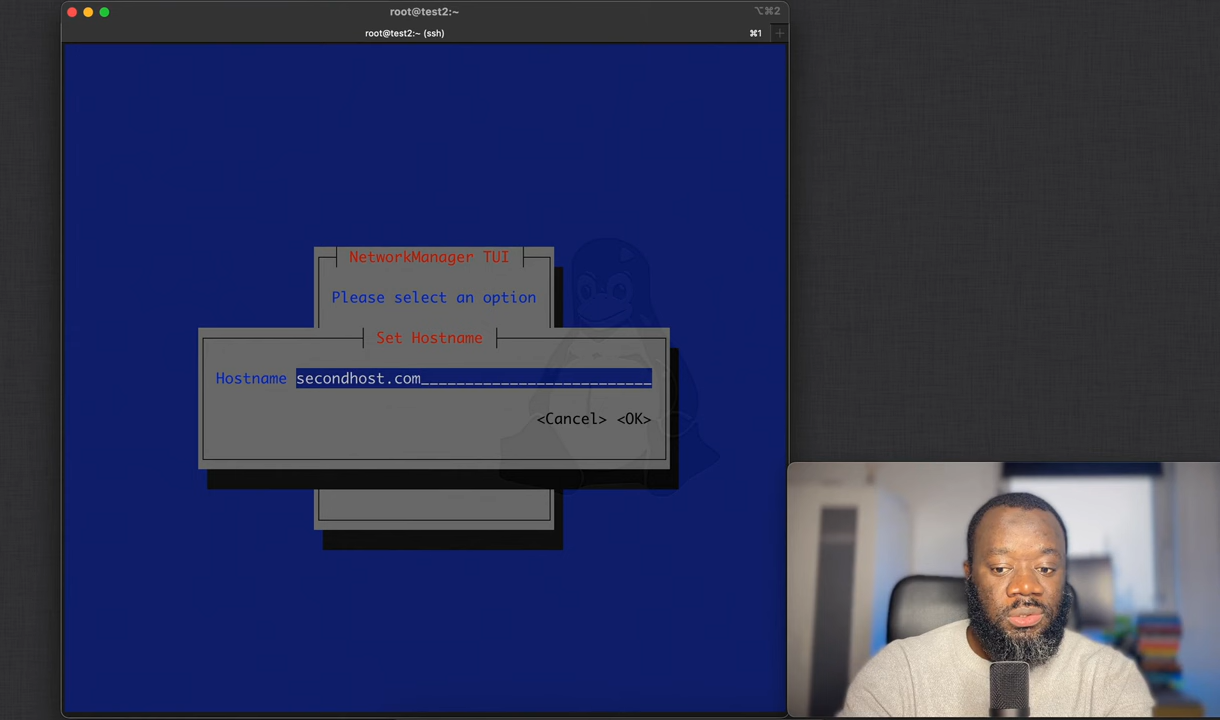 root@test2:~
⌥⌘2
root@test2:~ (ssh)
⌘1
+
NetworkManager TUI
Please select an option
Set Hostname
Hostname secondhost.com__________________________
<Cancel> <OK>